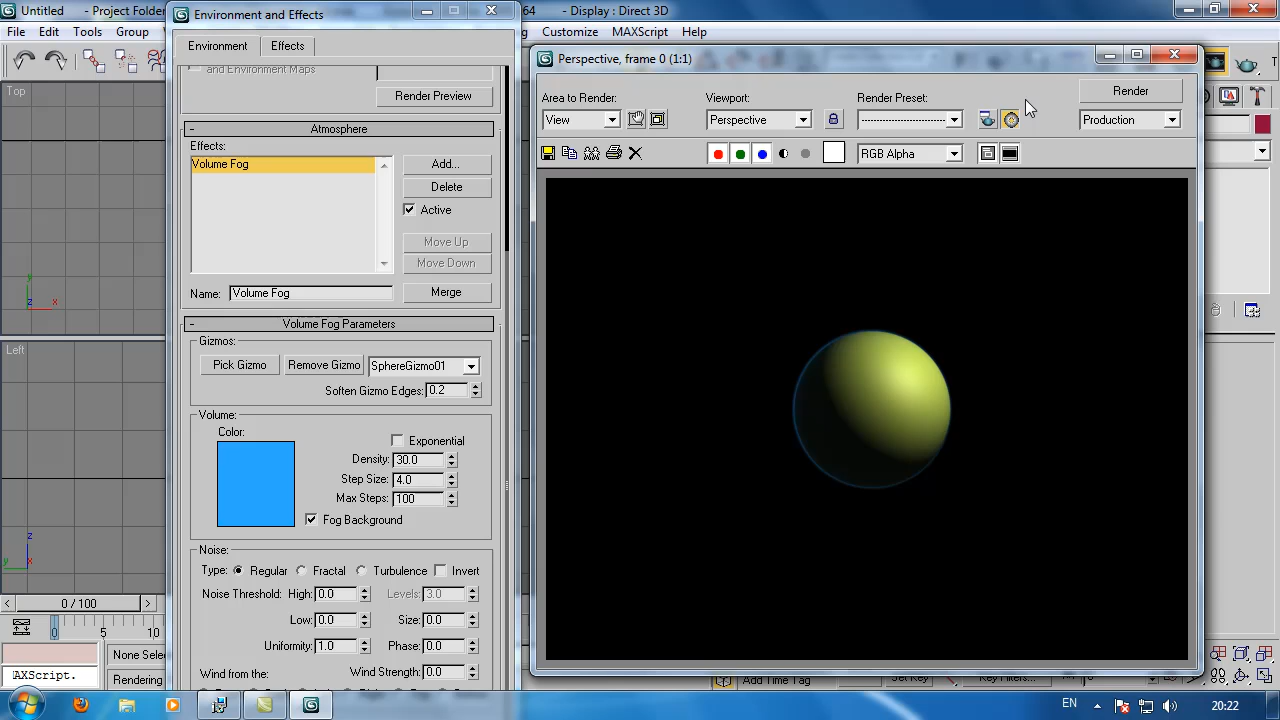 Untitled - Project Folder
64 - Display : Direct 3D
Environment and Effects
File Edit Tools Group
Customize MAXScript Help
Environment Effects
Perspective, frame 0 (1:1)
and Environment Maps
Render Preview
Area to Render:
Viewport:
Render Preset:
Render
View
Perspective
Production
Top
Atmosphere
Effects:
Volume Fog
Add...
Delete
Active
Move Up
Move Down
RGB Alpha
Name: Volume Fog
Merge
y
z x
Volume Fog Parameters
Gizmos:
Pick Gizmo Remove Gizmo SphereGizmo01
Soften Gizmo Edges: 0.2
Left
Volume:
Color:
Exponential
Density: 30.0
Step Size: 4.0
Max Steps: 100
Fog Background
z
y x
Noise:
Type: Regular Fractal Turbulence Invert
Noise Threshold: High: 0.0 Levels: 3.0
Low: 0.0 Size: 0.0
Uniformity: 1.0 Phase: 0.0
Wind from the: Wind Strength: 0.0
< 0 / 100 >
0 5 10
None Sele
AXScript.
Rendering
Add Time Tag
Set Key
Key Filters...
EN
20:22